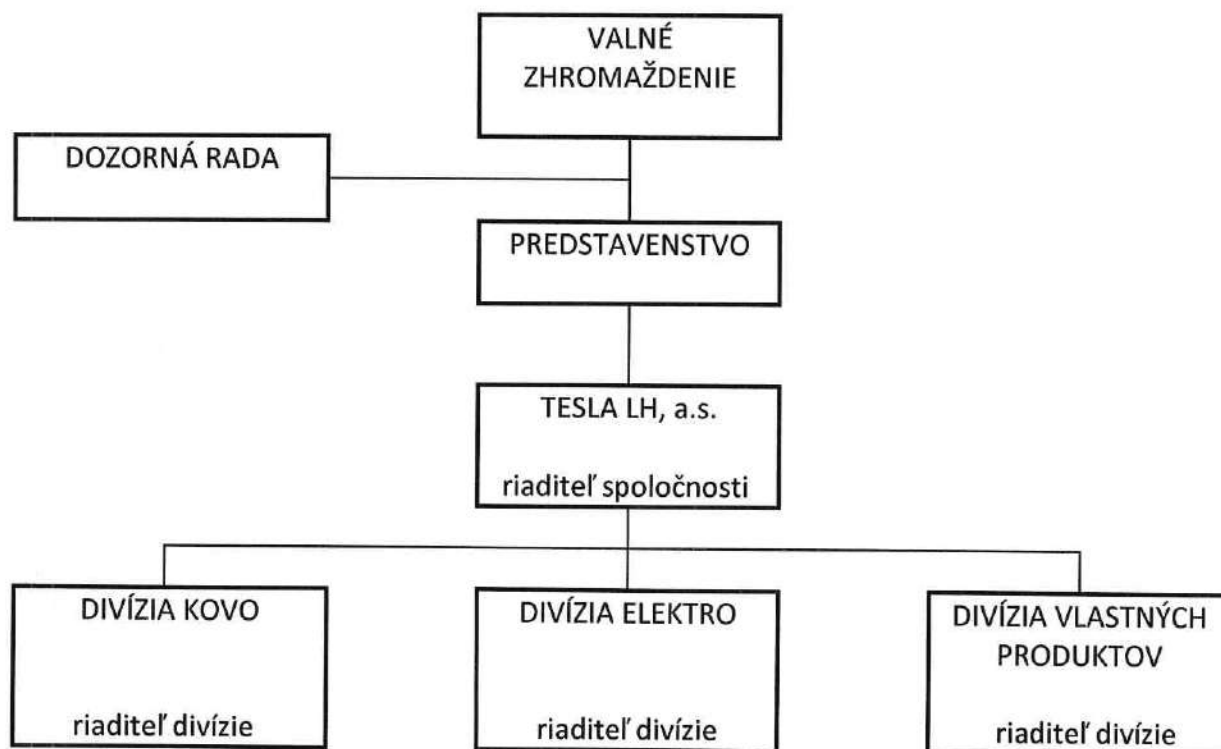 VALNÉ
ZHROMAŽDENIE
DOZORNÁ RADA
PREDSTAVENSTVO
TESLA LH, a.s.
riaditeľ spoločnosti
DIVÍZIA KOVO
riaditeľ divízie
DIVÍZIA ELEKTRO
riaditeľ divízie
DIVÍZIA VLASTNÝCH
PRODUKTOV
riaditeľ divízie